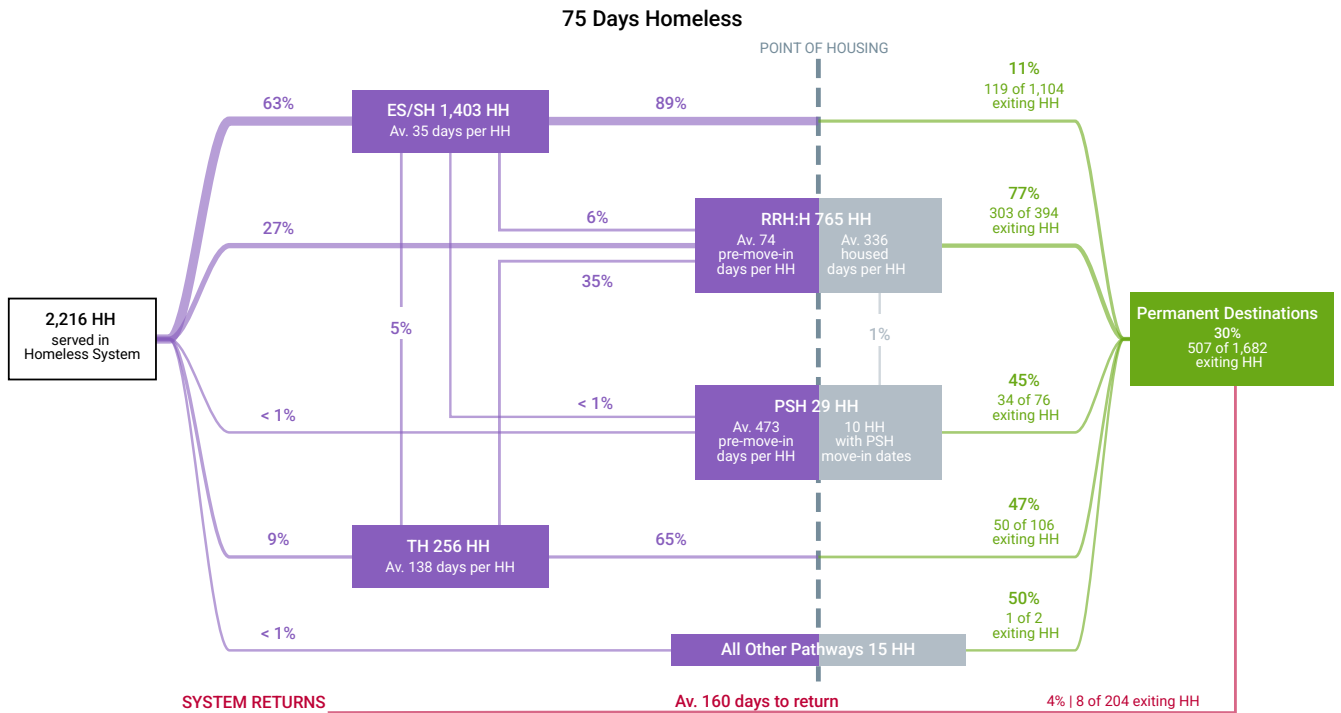 75 Days Homeless
POINT OF HOUSING
63%
ES/SH 1,403 HH
Av. 35 days per HH
89%
11%
119 of 1,104
exiting HH
27%
6%
35%
RRH:H 765 HH
Av. 74
pre-move-in
days per HH
Av. 336
housed
days per HH
77%
303 of 394
exiting HH
2,216 HH
served in
Homeless System
5%
1%
Permanent Destinations
30%
507 of 1,682
exiting HH
< 1%
< 1%
PSH 29 HH
Av. 473
pre-move-in
days per HH
10 HH
with PSH
move-in dates
45%
34 of 76
exiting HH
9%
TH 256 HH
Av. 138 days per HH
65%
47%
50 of 106
exiting HH
< 1%
All Other Pathways 15 HH
50%
1 of 2
exiting HH
SYSTEM RETURNS
Av. 160 days to return
4% | 8 of 204 exiting HH